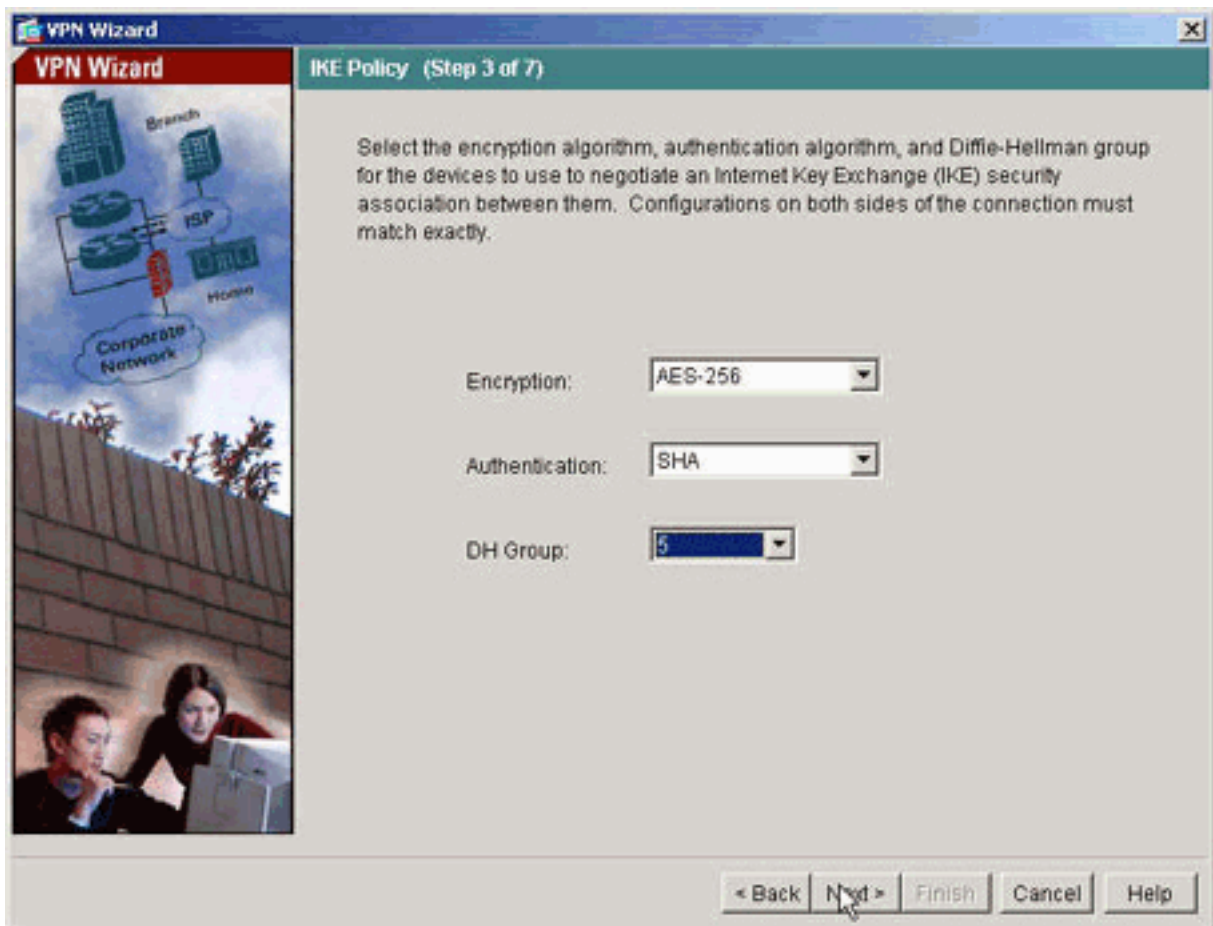 VPN Wizard
VPN Wizard
IKE Policy (Step 3 of 7)
Branch
ISP
Home
Corporate
Network
Select the encryption algorithm, authentication algorithm, and Diffie-Hellman group
for the devices to use to negotiate an Internet Key Exchange (IKE) security
association between them. Configurations on both sides of the connection must
match exactly.
Encryption: AES-256
Authentication: SHA
DH Group: 5
< Back Next > Finish Cancel Help